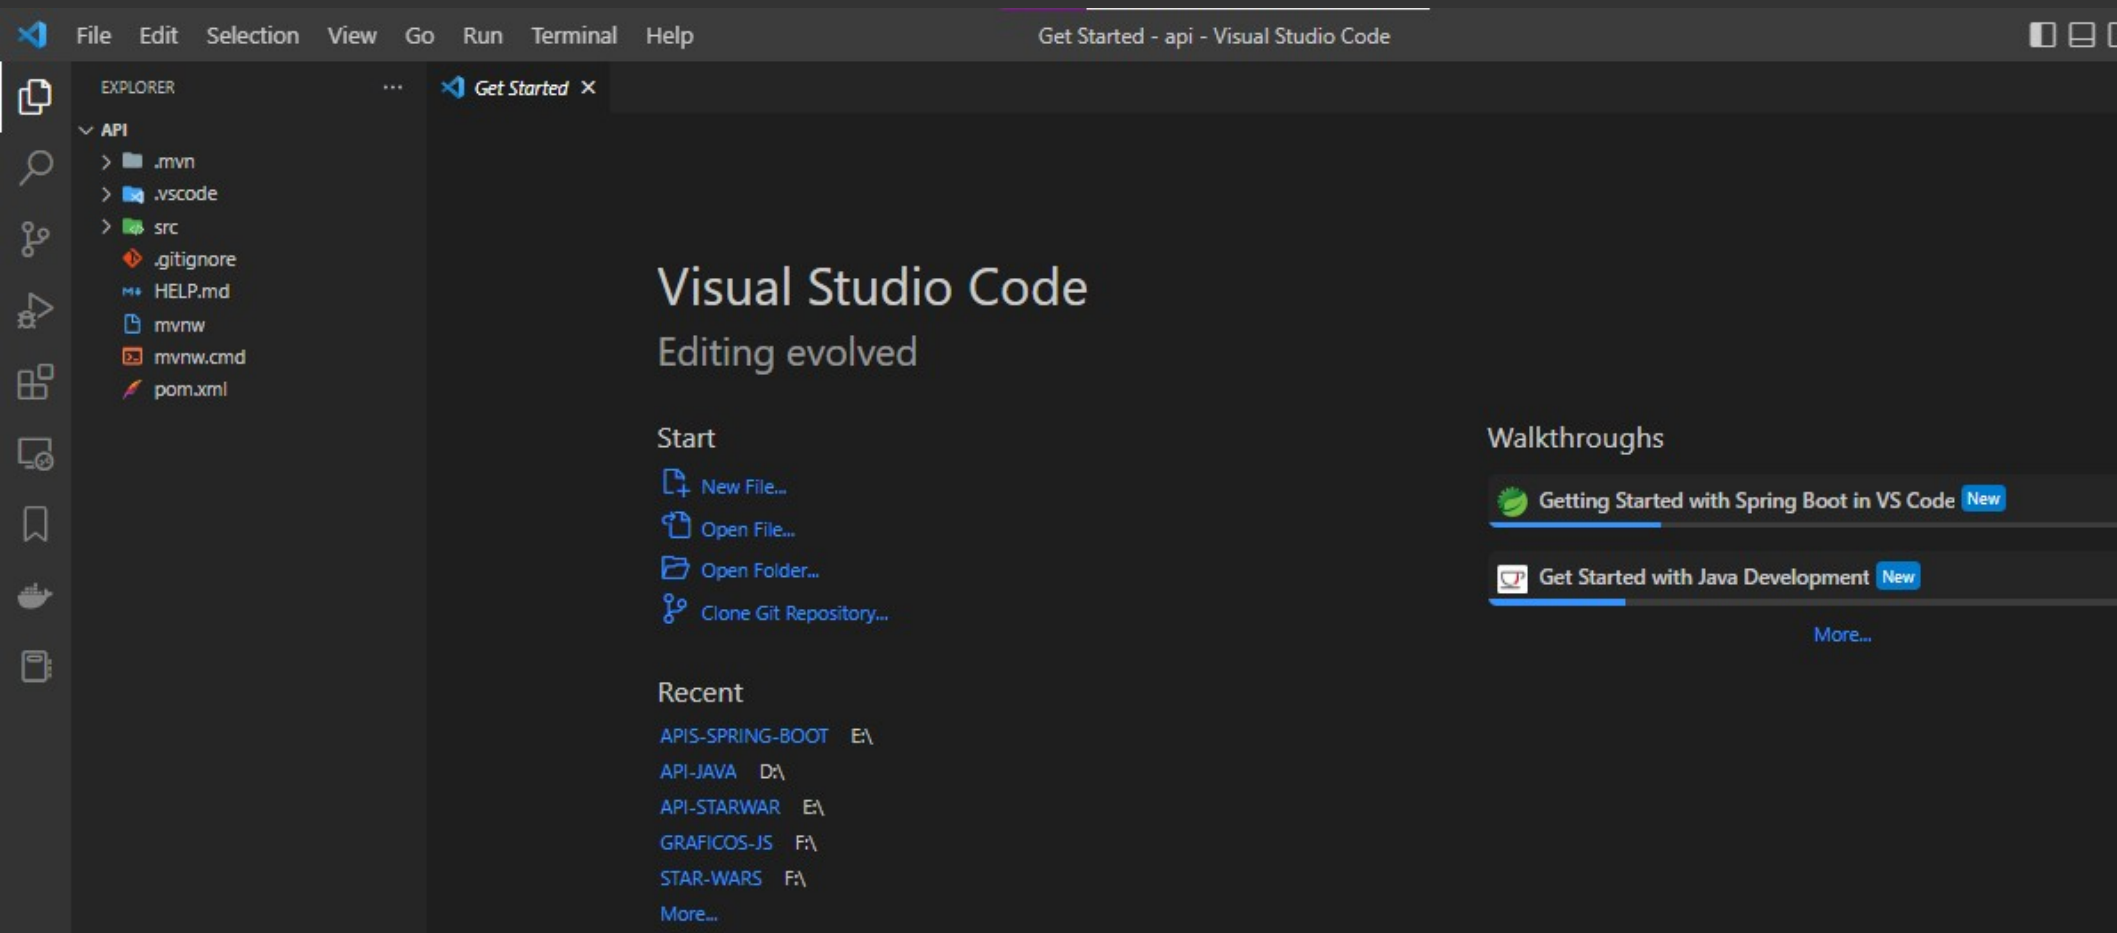 File Edit Selection View Go Run Terminal Help
Get Started - api - Visual Studio Code
EXPLORER
API
.mvn
.vscode
src
.gitignore
HELP.md
mvnw
mvnw.cmd
pom.xml
Get Started
Visual Studio Code
Editing evolved
Start
New File...
Open File...
Open Folder...
Clone Git Repository...
Recent
APIS-SPRING-BOOT E:\
API-JAVA D:\
API-STARWAR E:\
GRAFICOS-JS F:\
STAR-WARS F:\
More...
Walkthroughs
Getting Started with Spring Boot in VS Code New
Get Started with Java Development New
More...